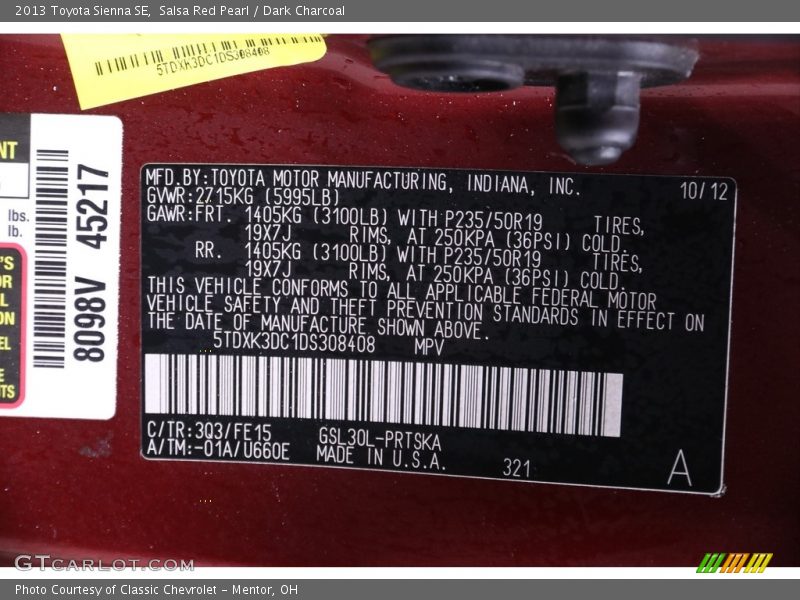 2013 Toyota Sienna SE, Salsa Red Pearl / Dark Charcoal
5TDXK3DC1DS308408
NT
lbs.
lb.
8098V 45217
MFD.BY:TOYOTA MOTOR MANUFACTURING, INDIANA, INC. 10/12
GVWR:2715KG (5995LB)
GAWR:FRT. 1405KG (3100LB) WITH P235/50R19 TIRES,
19X7J RIMS, AT 250KPA (36PSI) COLD.
RR. 1405KG (3100LB) WITH P235/50R19 TIRES,
19X7J RIMS, AT 250KPA (36PSI) COLD.
THIS VEHICLE CONFORMS TO ALL APPLICABLE FEDERAL MOTOR
VEHICLE SAFETY AND THEFT PREVENTION STANDARDS IN EFFECT ON
THE DATE OF MANUFACTURE SHOWN ABOVE.
5TDXK3DC1DS308408 MPV
C/TR:3Q3/FE15 GSL30L-PRTSKA
A/TM:-01A/U660E MADE IN U.S.A. 321 A
GTCARLOT.COM
Photo Courtesy of Classic Chevrolet - Mentor, OH